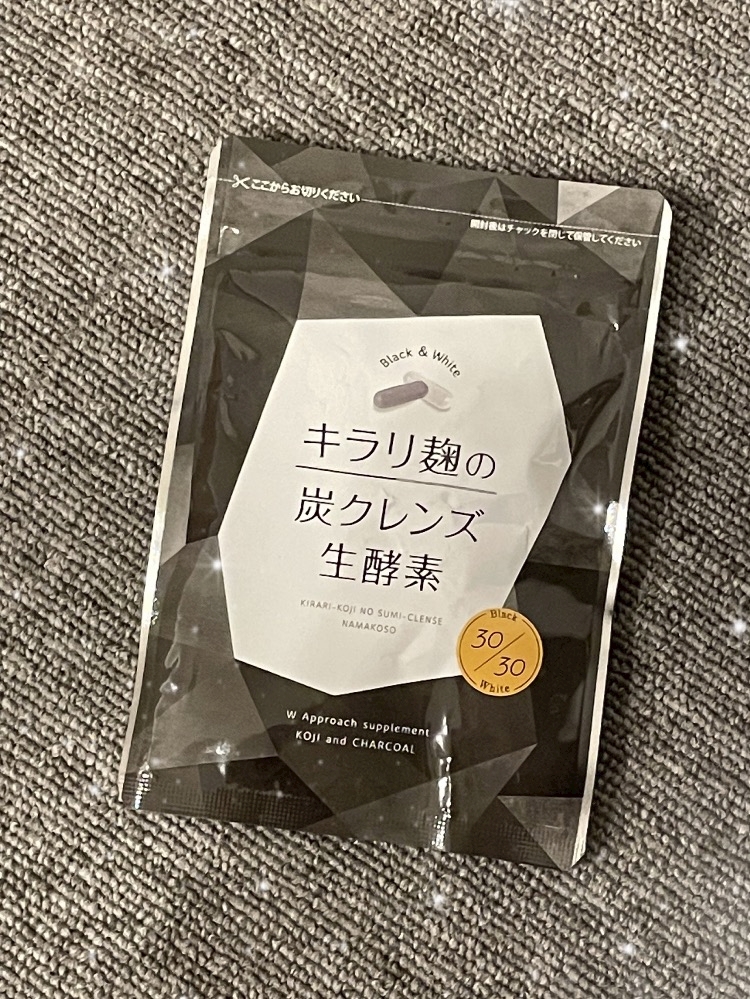 ここからお切りください
開封後はチャックを閉じて保管してください
Black & White
キラリ麹の
炭クレンズ
生酵素
KIRARI-KOJI NO SUMI-CLENSE
NAMAKOSO
Black
30/30
White
W Approach supplement
KOJI and CHARCOAL